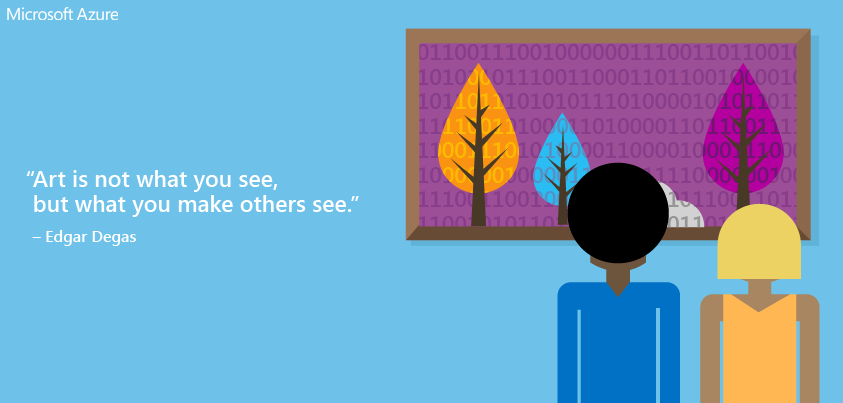 Microsoft Azure
“Art is not what you see,
but what you make others see.”
– Edgar Degas